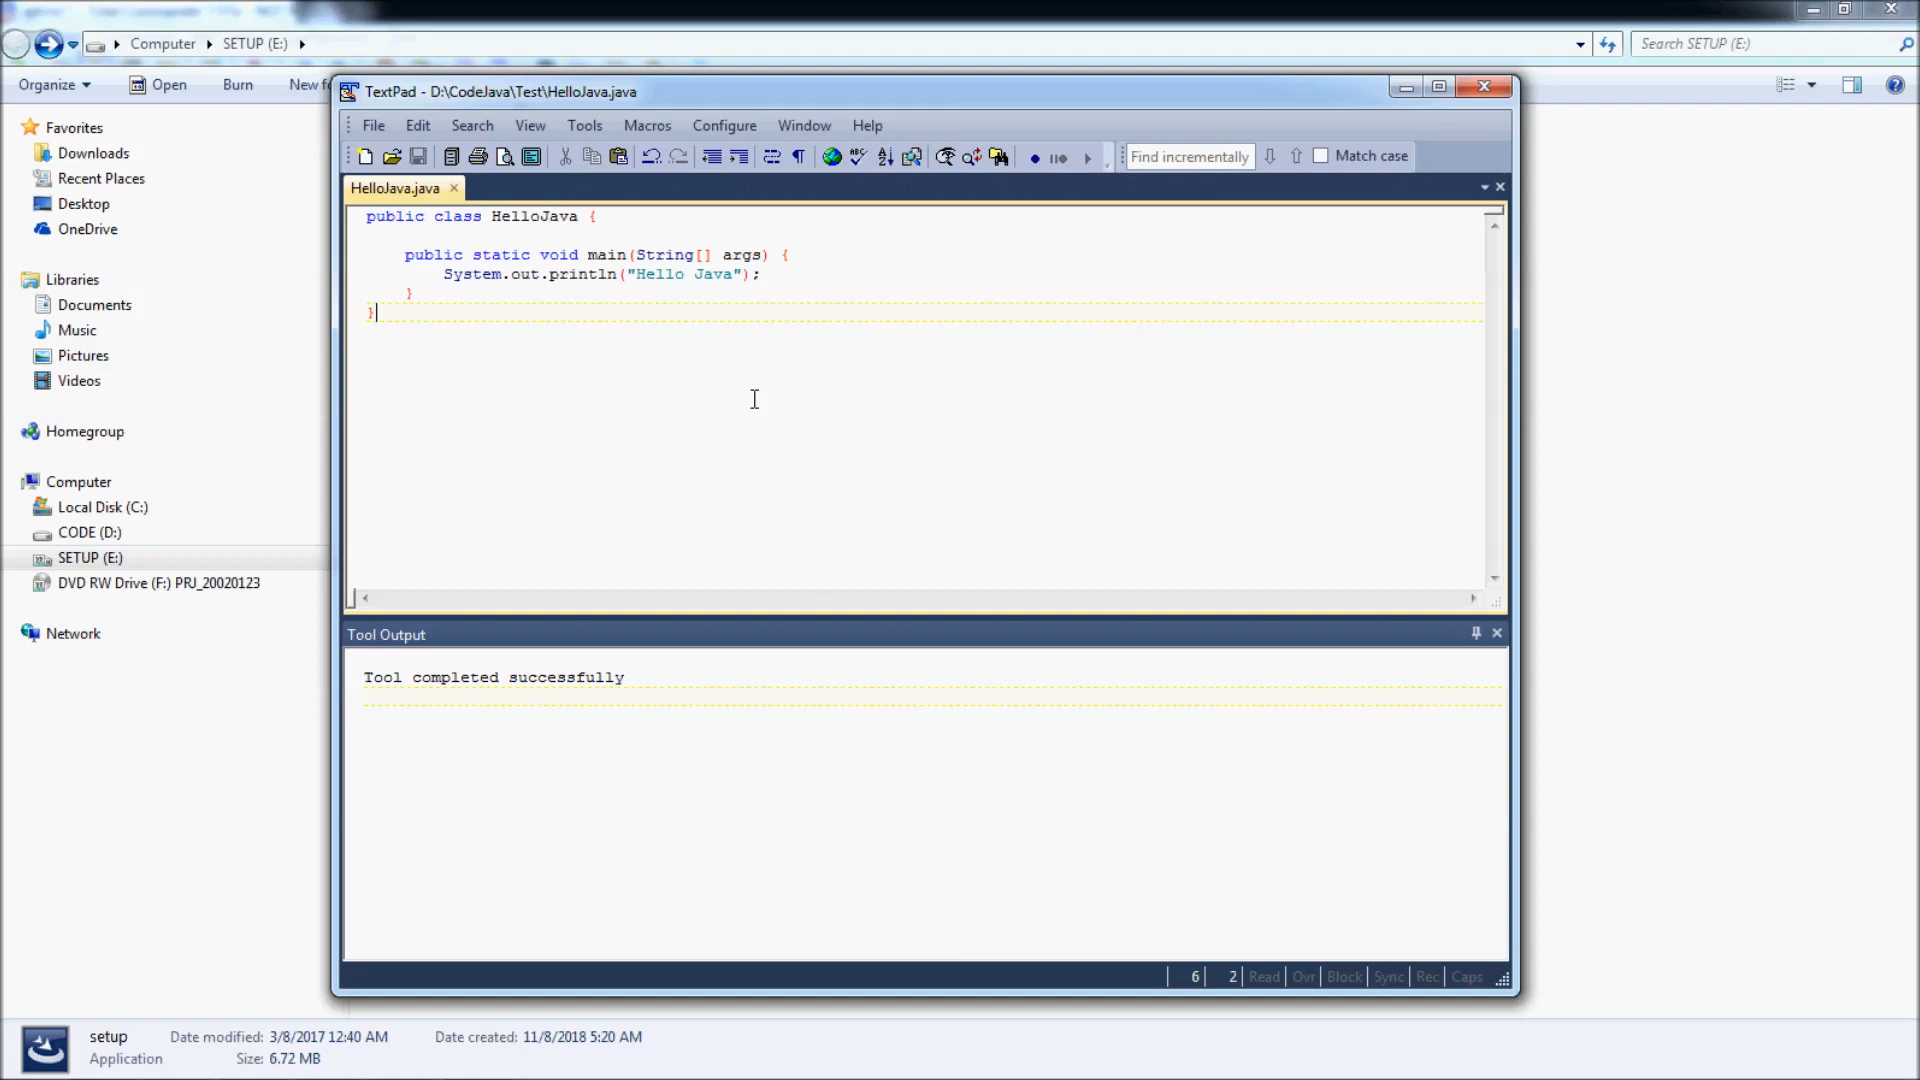 Computer SETUP (E:)
Search SETUP (E:)
Organize Open Burn New fo
Favorites
Downloads
Recent Places
Desktop
OneDrive
Libraries
Documents
Music
Pictures
Videos
Homegroup
Computer
Local Disk (C:)
CODE (D:)
SETUP (E:)
DVD RW Drive (F:) PRJ_20020123
Network
TextPad - D:\CodeJava\Test\HelloJava.java
File Edit Search View Tools Macros Configure Window Help
Find incrementally Match case
HelloJava.java
public class HelloJava {
public static void main(String[] args) {
System.out.println("Hello Java");
}
}
Tool Output
Tool completed successfully
6 2 Read Ovr Block Sync Rec Caps
setup Date modified: 3/8/2017 12:40 AM Date created: 11/8/2018 5:20 AM
Application Size: 6.72 MB